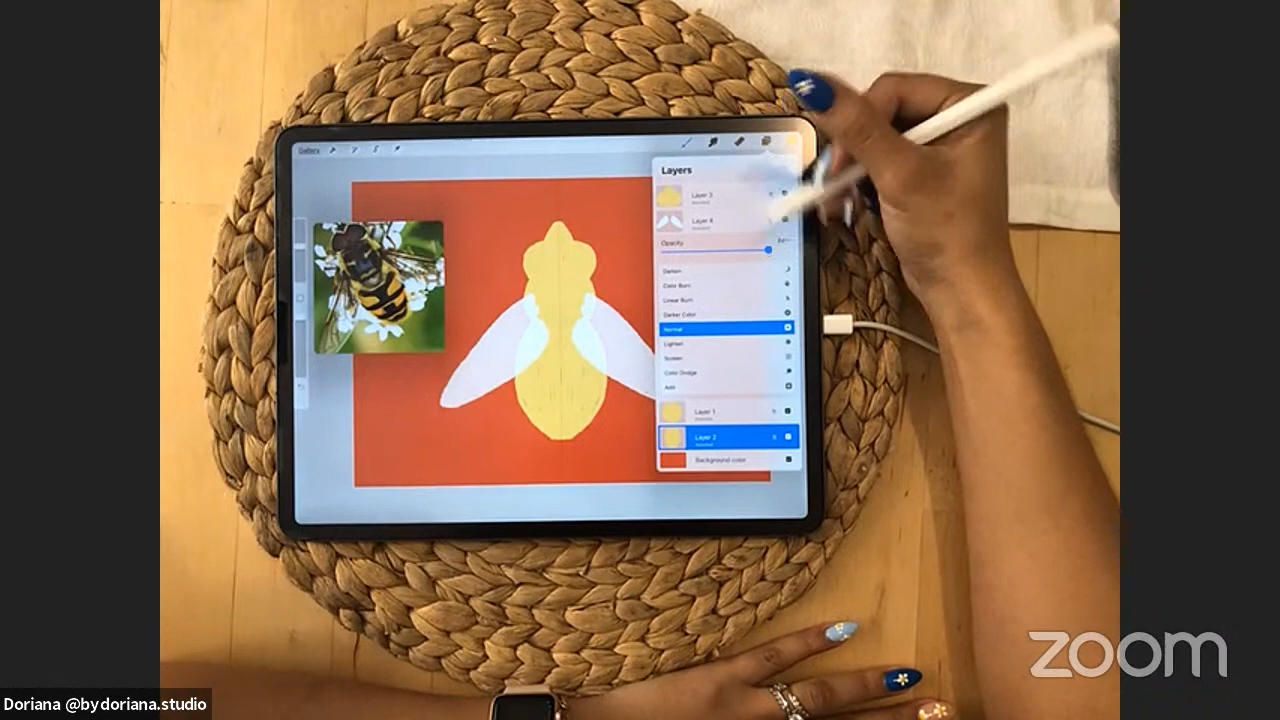 Gallery
Layers
Layer 3
Layer 4
Opacity
Darken
Color Burn
Linear Burn
Darker Color
Normal
Lighten
Screen
Color Dodge
Add
Layer 1
Layer 2
Background color
zoom
Doriana @bydoriana.studio